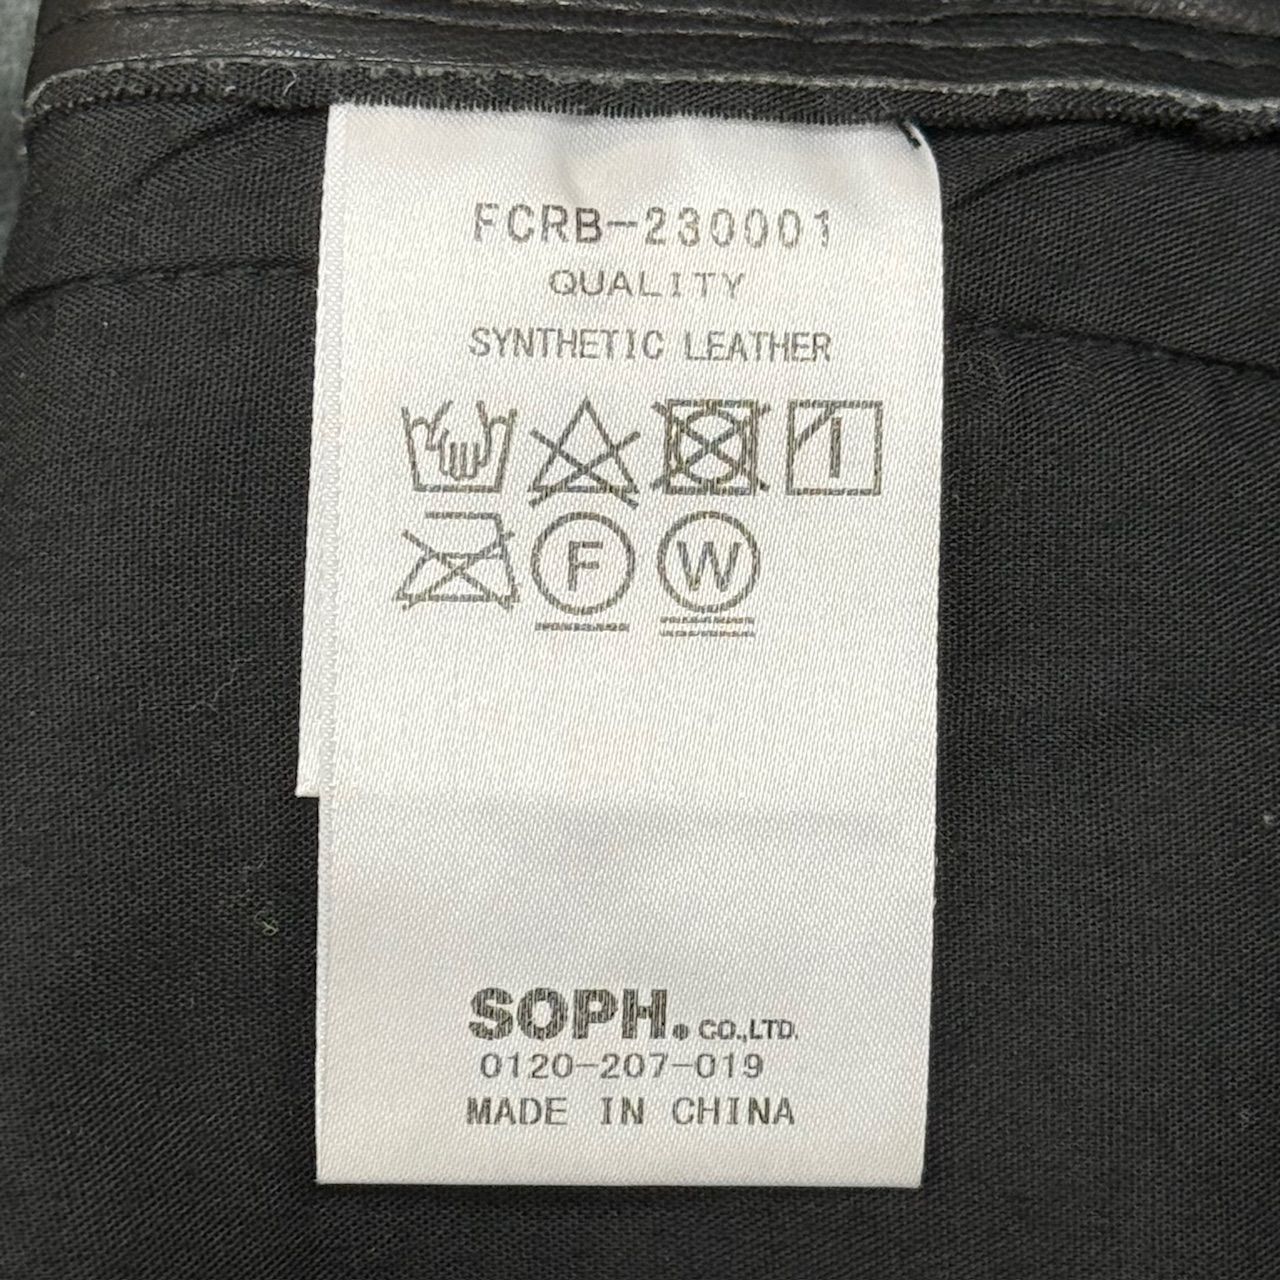 FCRB-230001
QUALITY
SYNTHETIC LEATHER
F W
SOPH.® CO.,LTD.
0120-207-019
MADE IN CHINA